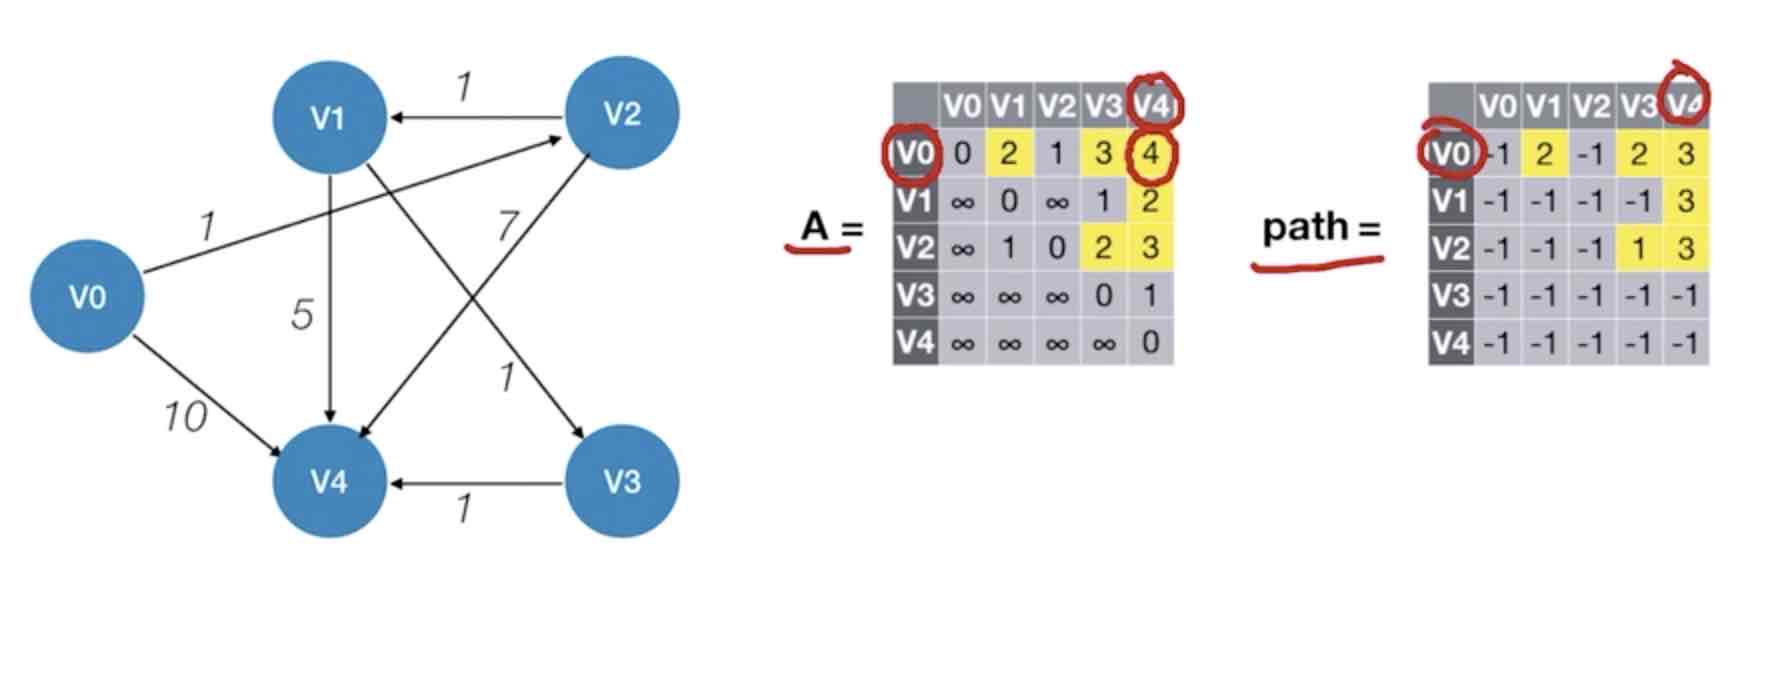 V1
1
V2
1
7
V0
5
10
1
V4
1
V3
A =
V0 V1 V2 V3 V4
V0 0 2 1 3 4
V1 ∞ 0 ∞ 1 2
V2 ∞ 1 0 2 3
V3 ∞ ∞ ∞ 0 1
V4 ∞ ∞ ∞ ∞ 0
path =
V0 V1 V2 V3 V4
V0 -1 2 -1 2 3
V1 -1 -1 -1 -1 3
V2 -1 -1 -1 1 3
V3 -1 -1 -1 -1 -1
V4 -1 -1 -1 -1 -1